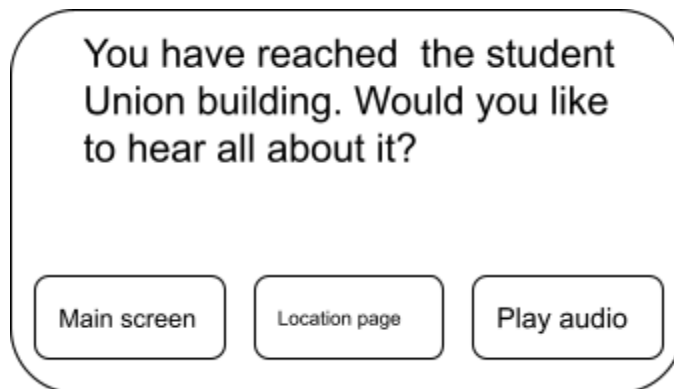 You have reached  the student
Union building. Would you like
to hear all about it?
Main screen
Location page
Play audio